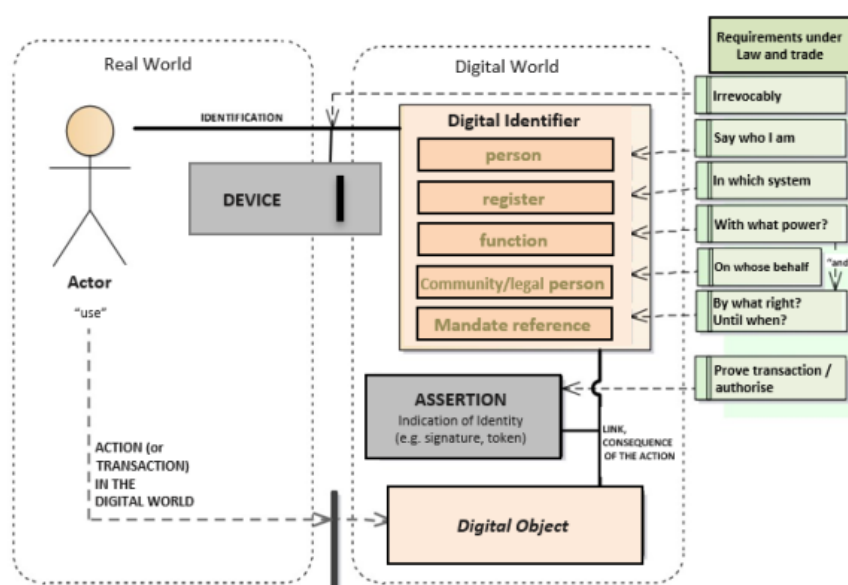 Requirements under
Law and trade
Real World
Digital World
IDENTIFICATION
Digital Identifier
Irrevocably
person
Say who I am
register
In which system
DEVICE
function
With what power?
"and
Community/legal person
On whose behalf
Mandate reference
By what right?
Until when?
Actor
"use"
ASSERTION
Indication of Identity
(e.g. signature, token)
Prove transaction /
authorise
LINK,
CONSEQUENCE
OF THE ACTION
ACTION (or
TRANSACTION)
IN THE
DIGITAL WORLD
Digital Object